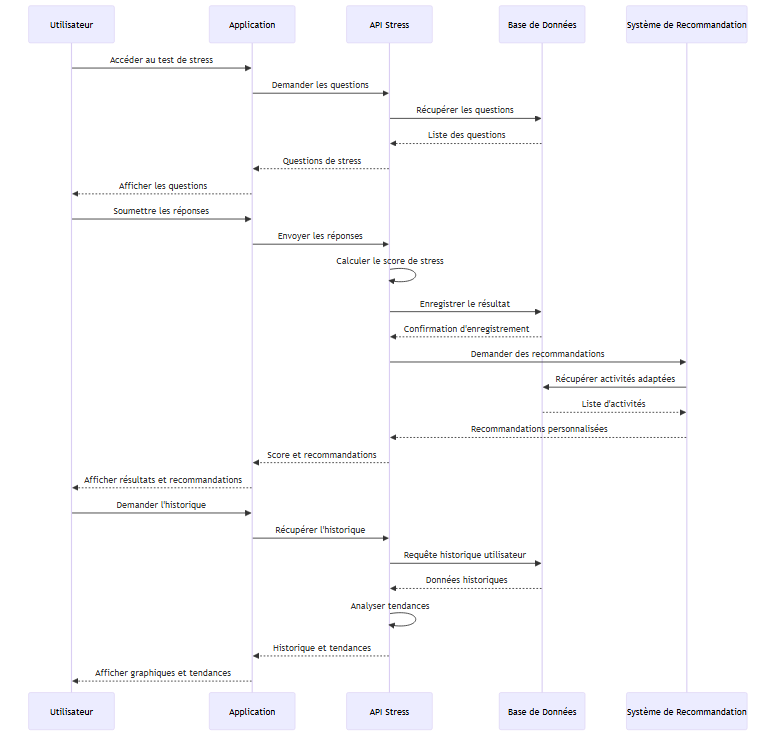 Utilisateur
Application
API Stress
Base de Données
Système de Recommandation
Accéder au test de stress
Demander les questions
Récupérer les questions
Liste des questions
Questions de stress
Afficher les questions
Soumettre les réponses
Envoyer les réponses
Calculer le score de stress
Enregistrer le résultat
Confirmation d'enregistrement
Demander des recommandations
Récupérer activités adaptées
Liste d'activités
Recommandations personnalisées
Score et recommandations
Afficher résultats et recommandations
Demander l'historique
Récupérer l'historique
Requête historique utilisateur
Données historiques
Analyser tendances
Historique et tendances
Afficher graphiques et tendances
Utilisateur
Application
API Stress
Base de Données
Système de Recommandation